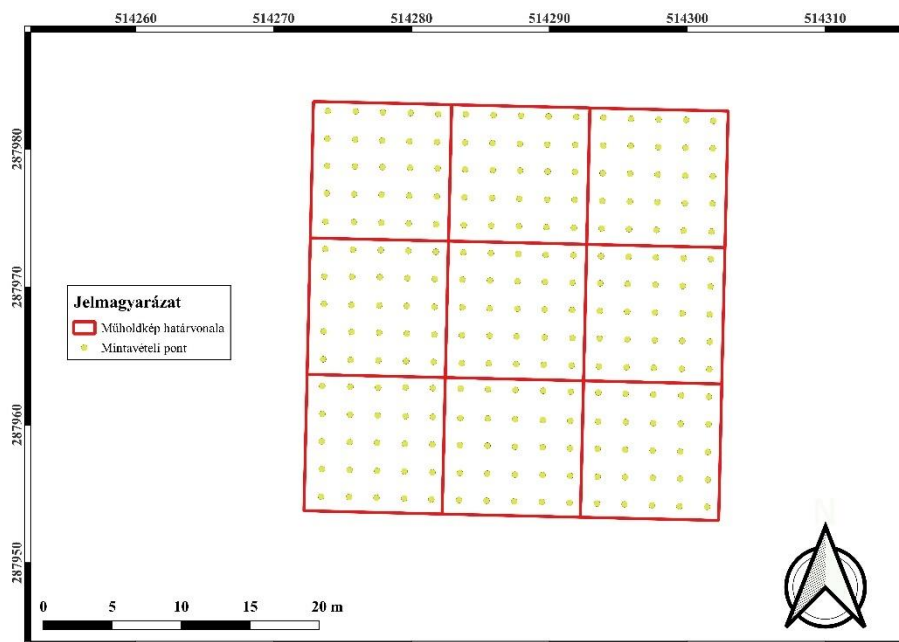 514260 514270 514280 514290 514300 514310
287980
287970
287960
287950
Jelmagyarázat
Műholdkép határvonala
Mintavételi pont
0 5 10 15 20 m
N